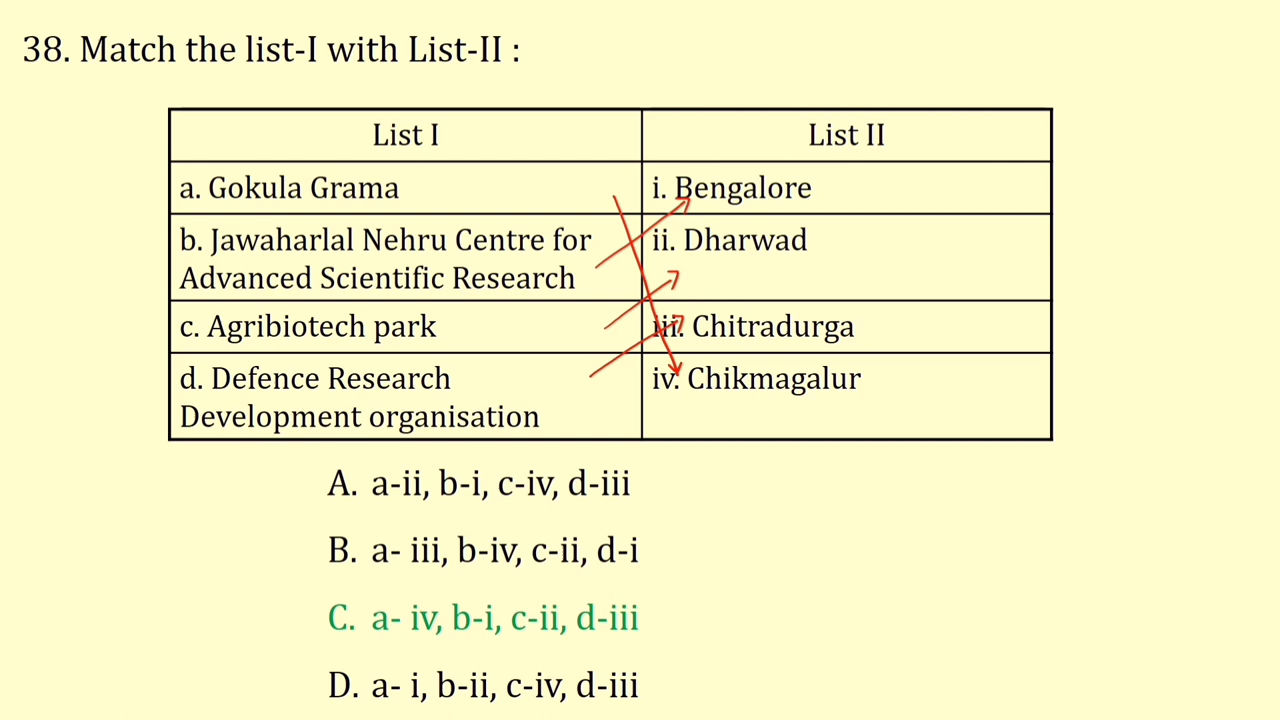 38. Match the list-I with List-II :
List I
List II
a. Gokula Grama
i. Bengalore
b. Jawaharlal Nehru Centre for
Advanced Scientific Research
ii. Dharwad
c. Agribiotech park
iii. Chitradurga
d. Defence Research
Development organisation
iv. Chikmagalur
A. a-ii, b-i, c-iv, d-iii
B. a- iii, b-iv, c-ii, d-i
C. a- iv, b-i, c-ii, d-iii
D. a- i, b-ii, c-iv, d-iii